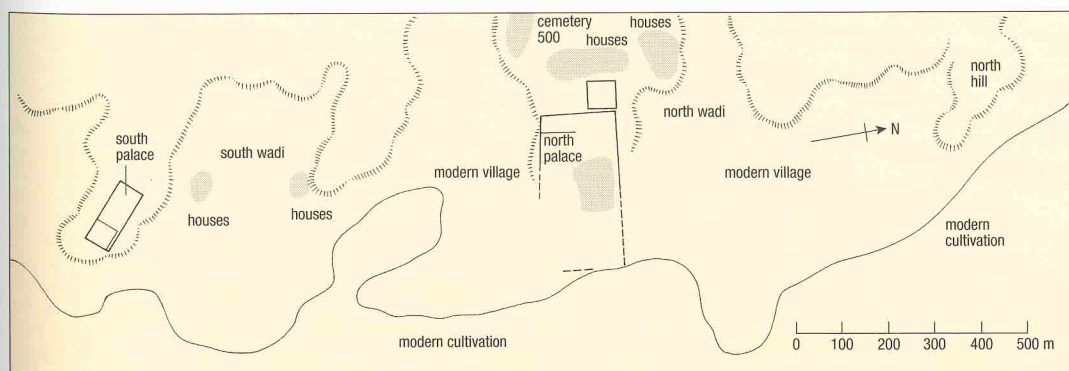 cemetery
500
houses
houses
north
hill
south
palace
south wadi
north wadi
N
north
palace
modern village
modern village
houses
houses
modern
cultivation
modern cultivation
0 100 200 300 400 500 m